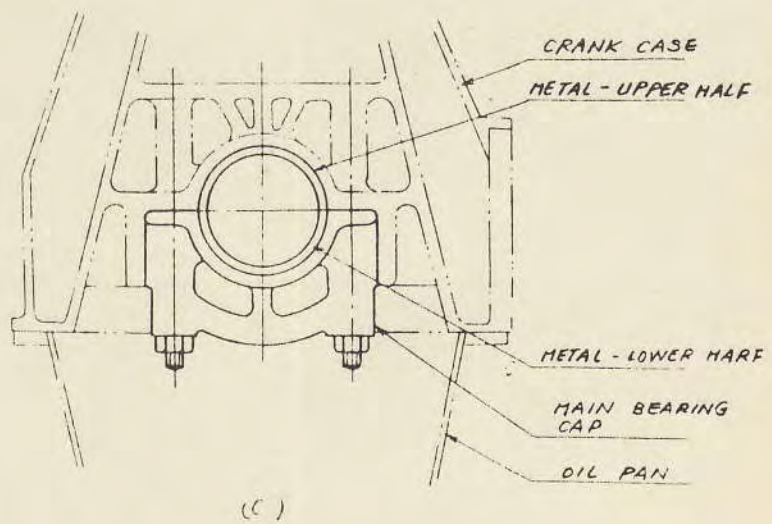 CRANK CASE
METAL - UPPER HALF
METAL - LOWER HARF
MAIN BEARING
CAP
OIL PAN
(C)